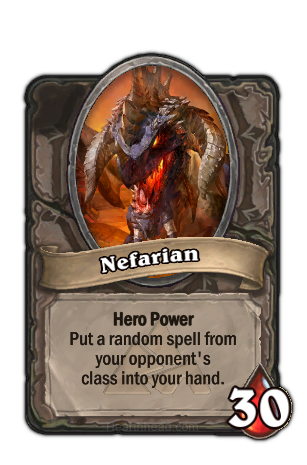 Nefarian
Hero Power
Put a random spell from
your opponent's
class into your hand.
30